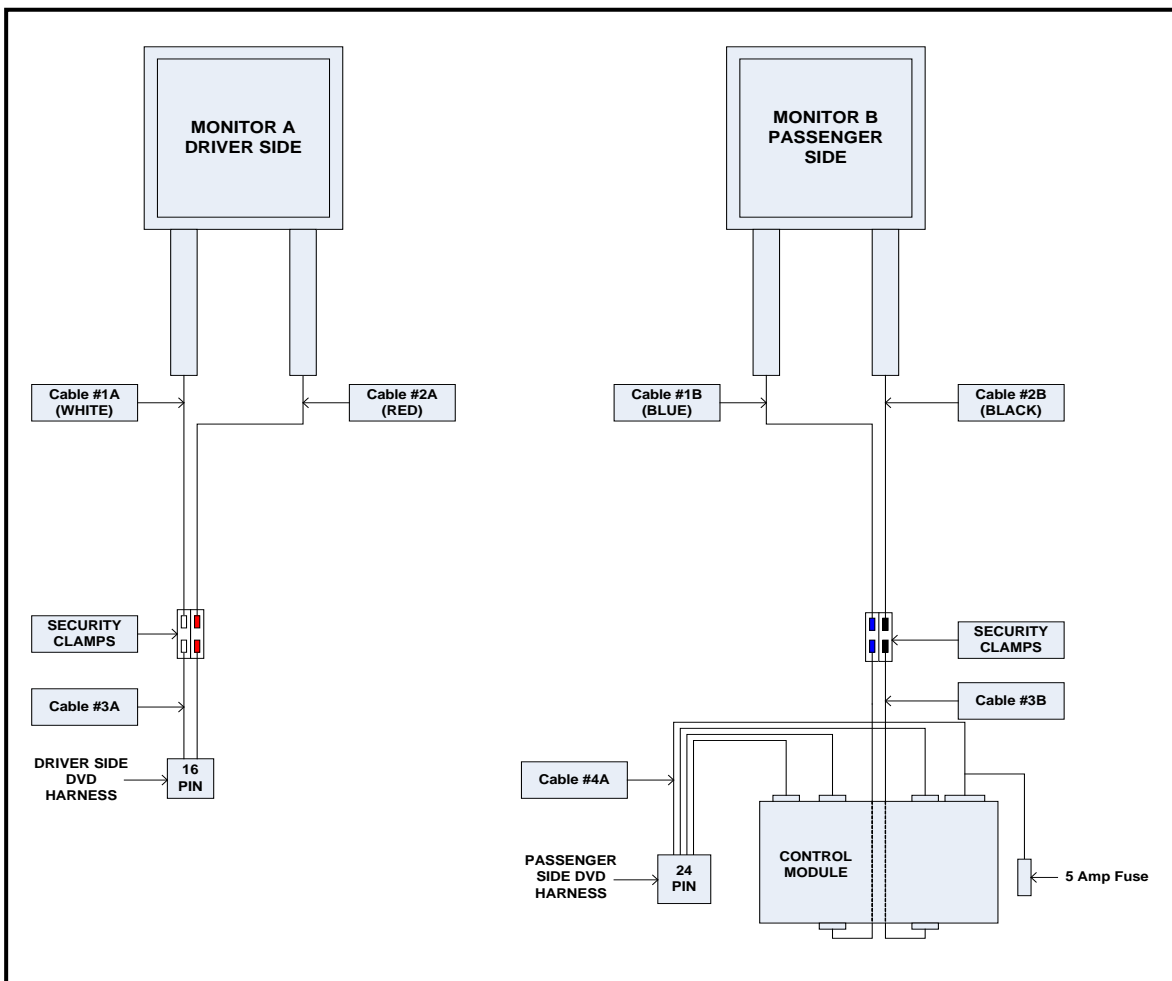 MONITOR A
DRIVER SIDE
MONITOR B
PASSENGER
SIDE
Cable #1A
(WHITE)
Cable #2A
(RED)
Cable #1B
(BLUE)
Cable #2B
(BLACK)
SECURITY
CLAMPS
SECURITY
CLAMPS
Cable #3A
Cable #3B
DRIVER SIDE
DVD
HARNESS
16
PIN
Cable #4A
PASSENGER
SIDE DVD
HARNESS
24
PIN
CONTROL
MODULE
5 Amp Fuse